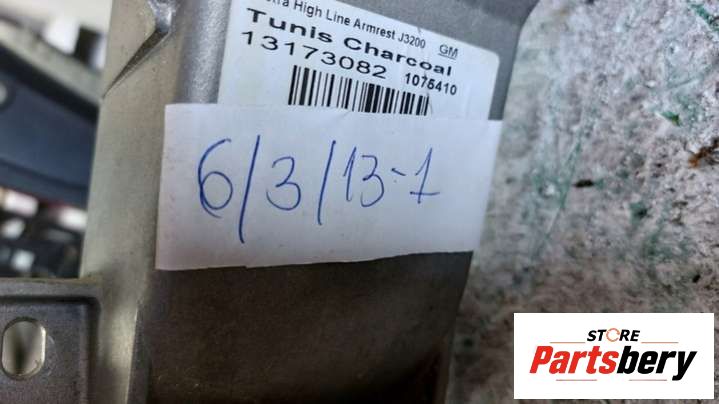 High Line Armrest J3200 GM
Tunis Charcoal
13173082 1075410
6/3/13-1
STORE
Partsbery